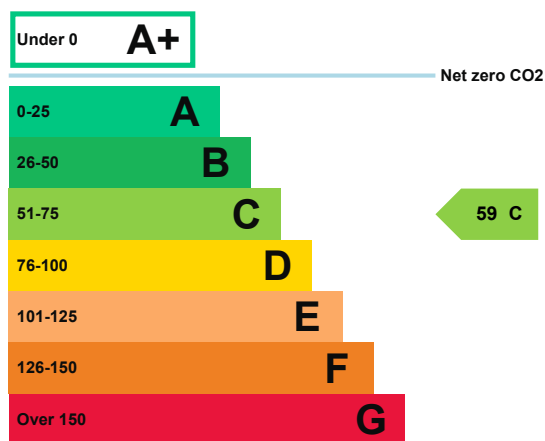 Under 0 A+
Net zero CO2
0-25 A
26-50 B
51-75 C
59 C
76-100 D
101-125 E
126-150 F
Over 150 G